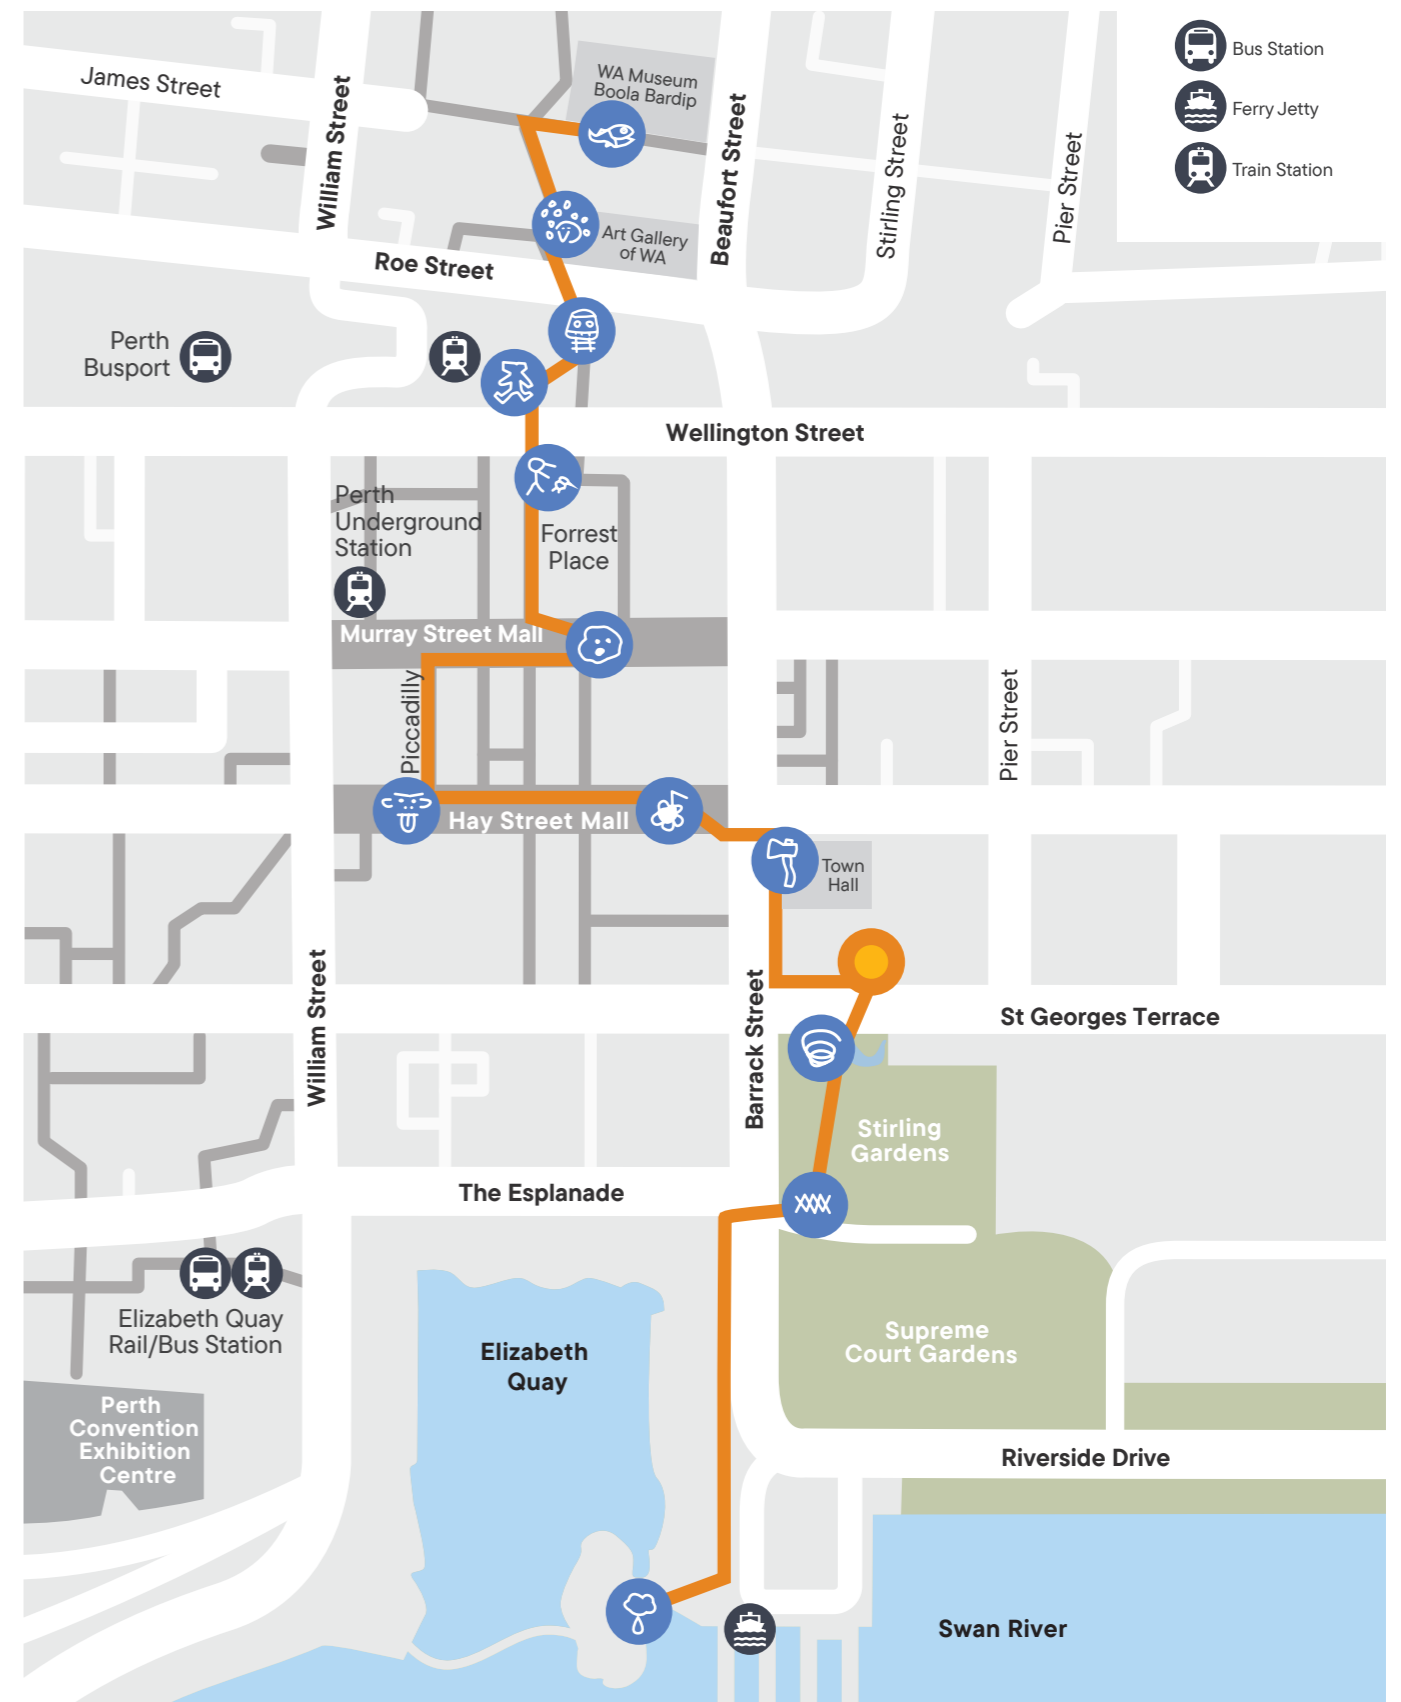 James Street
William Street
WA Museum
Boola Bardip
Beaufort Street
Stirling Street
Pier Street
Bus Station
Ferry Jetty
Train Station
Roe Street
Art Gallery
of WA
Perth
Busport
Wellington Street
Perth
Underground
Station
Forrest
Place
Murray Street Mall
Piccadilly
Pier Street
Hay Street Mall
Town
Hall
William Street
Barrack Street
St Georges Terrace
Stirling
Gardens
The Esplanade
Elizabeth Quay
Rail/Bus Station
Elizabeth
Quay
Supreme
Court Gardens
Perth
Convention
Exhibition
Centre
Riverside Drive
Swan River